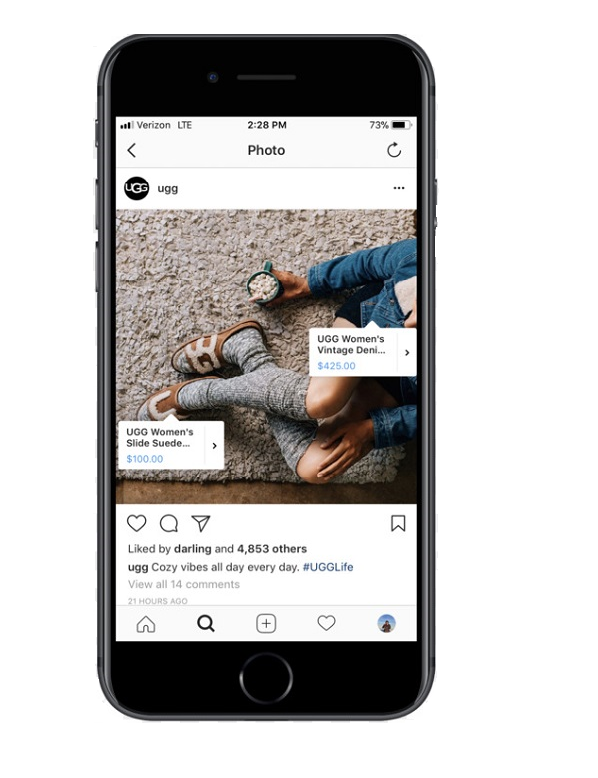 Verizon LTE 2:28 PM 73%
Photo
UGG ugg
UGG Women's
Vintage Deni...
$425.00
UGG Women's
Slide Suede...
$100.00
Liked by darling and 4,853 others
ugg Cozy vibes all day every day. #UGGLife
View all 14 comments
21 HOURS AGO